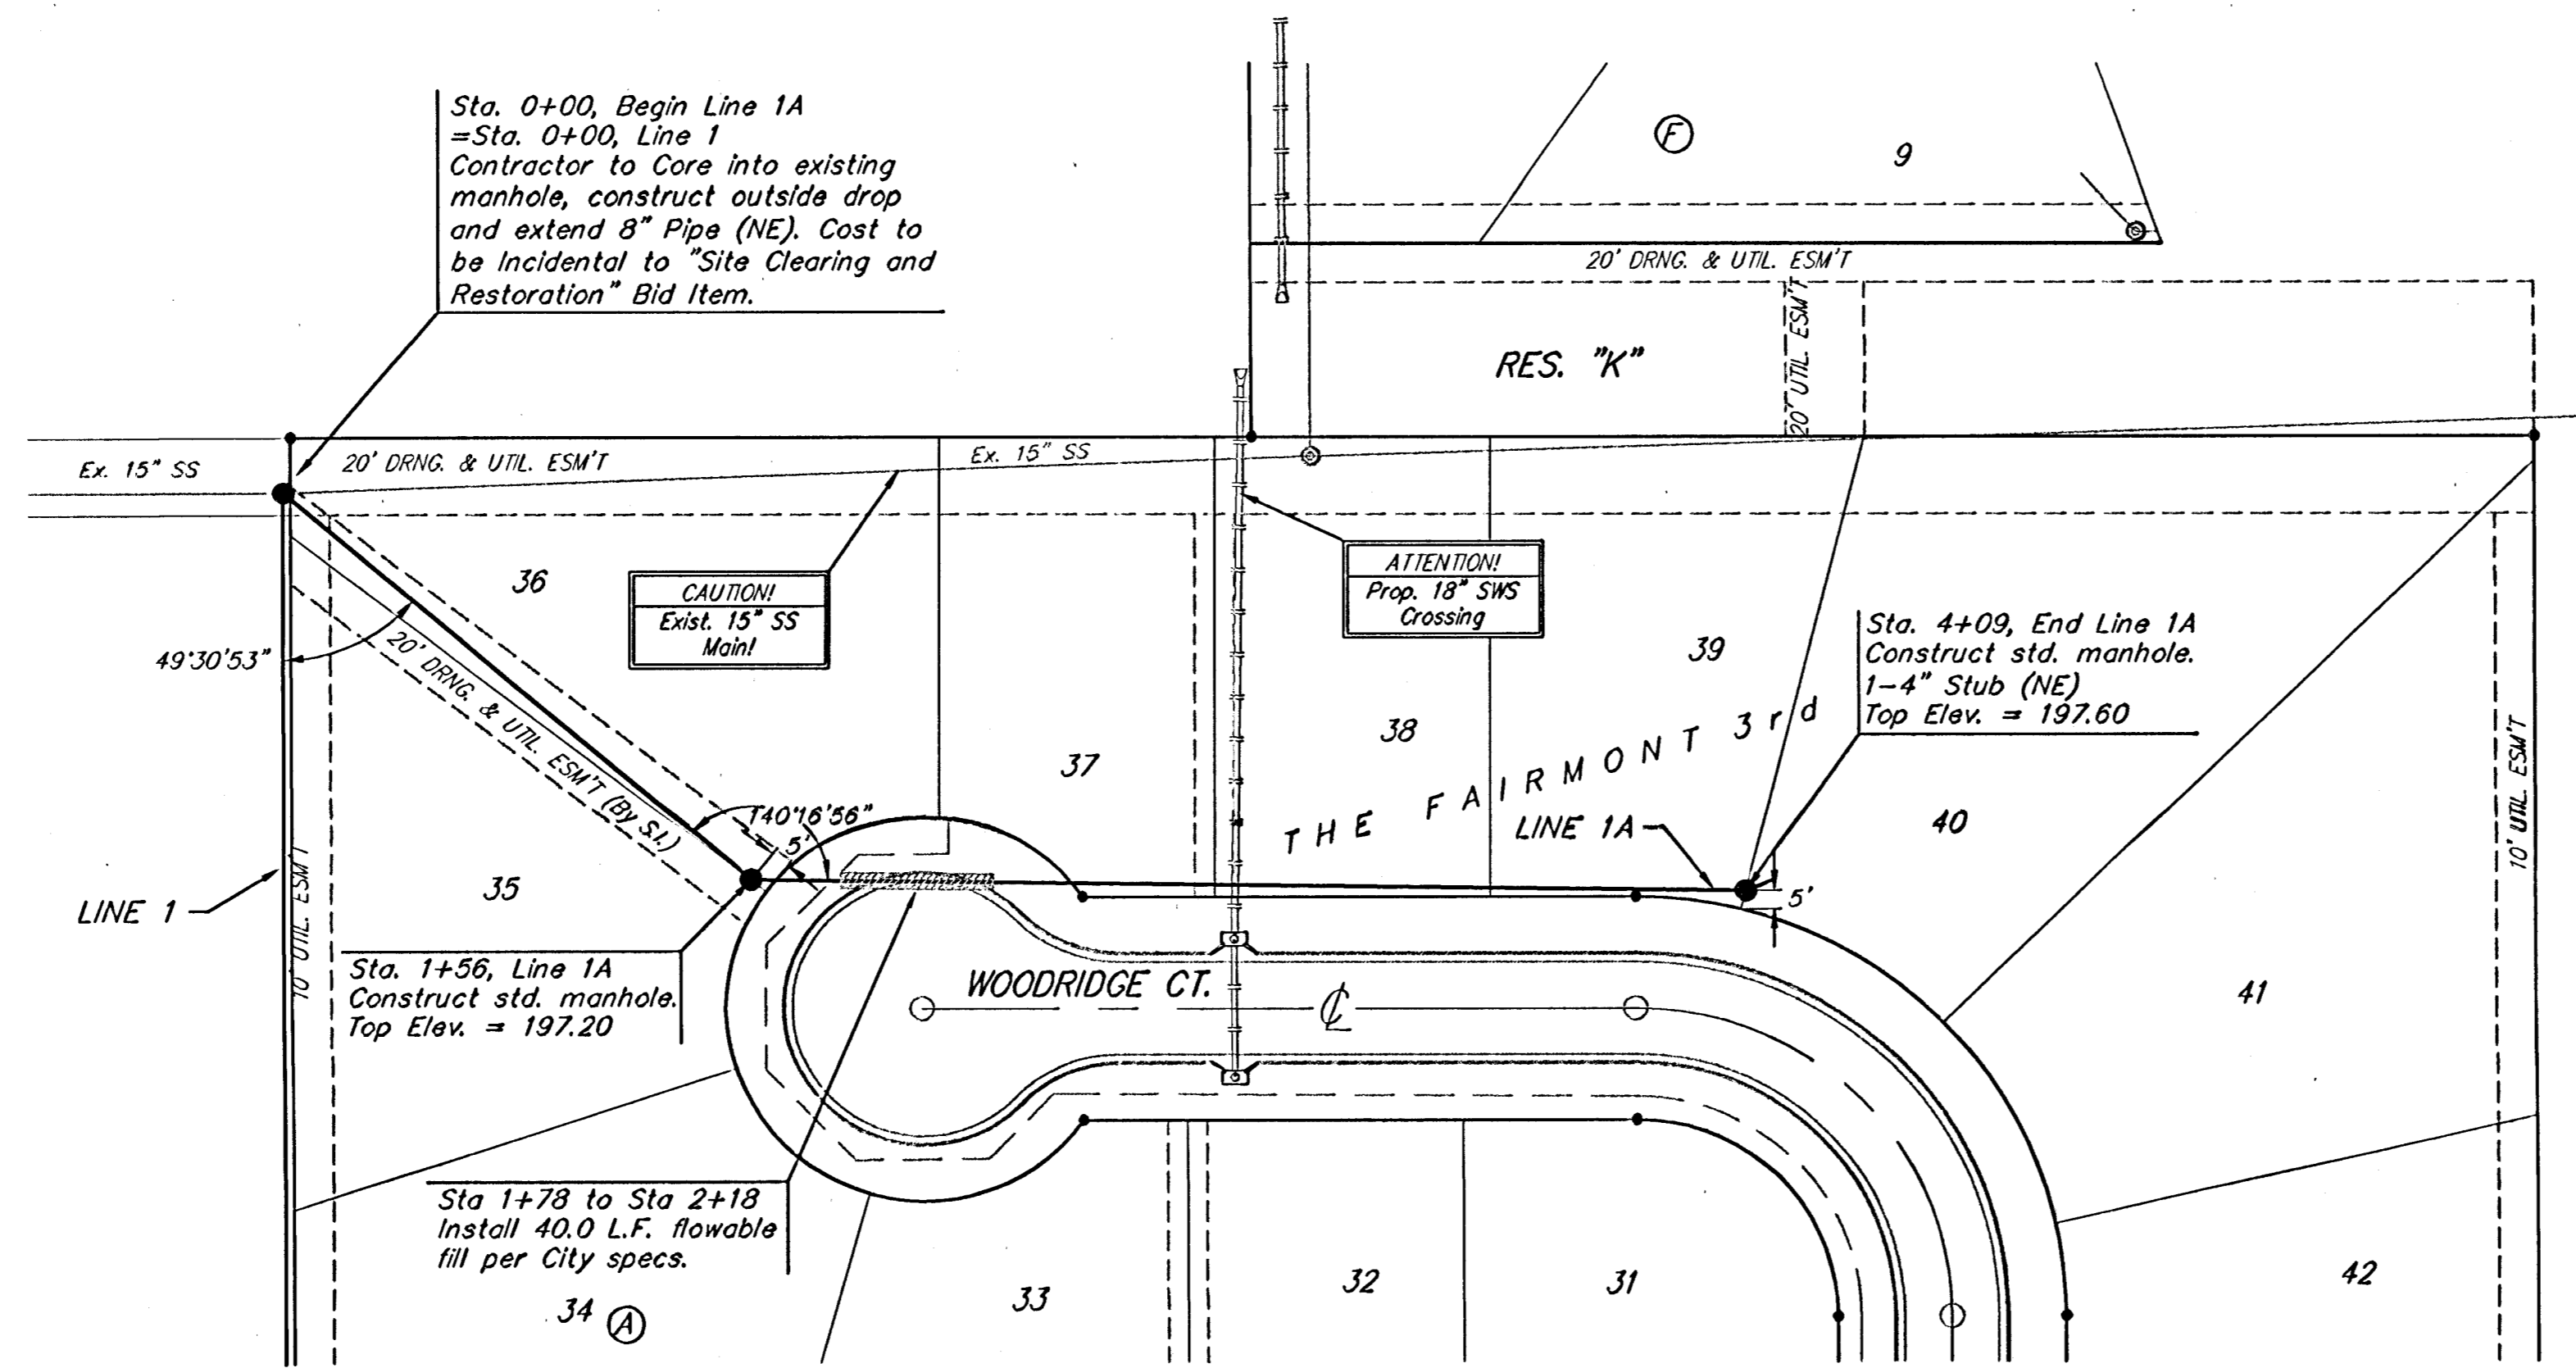 Sta. 0+00, Begin Line 1A
=Sta. 0+00, Line 1
Contractor to Core into existing
manhole, construct outside drop
and extend 8" Pipe (NE). Cost to
be Incidental to "Site Clearing and
Restoration" Bid Item.
F
9
20' DRNG. & UTIL. ESM'T
20' UTIL. ESM'T
RES. "K"
Ex. 15" SS
20' DRNG. & UTIL. ESM'T
Ex. 15" SS
36
CAUTION!
Exist. 15" SS
Main!
ATTENTION!
Prop. 18" SWS
Crossing
39
Sta. 4+09, End Line 1A
Construct std. manhole.
1-4" Stub (NE)
Top Elev. = 197.60
49°30'53"
20' DRNG. & UTIL. ESM'T (By S.I.)
38
37
THE FAIRMONT 3rd
LINE 1A
40
10' UTIL. ESM'T
140°16'56"
5'
5'
35
LINE 1
10' UTIL. ESM'T
Sta. 1+56, Line 1A
Construct std. manhole.
Top Elev. = 197.20
WOODRIDGE CT.
℄
41
Sta 1+78 to Sta 2+18
Install 40.0 L.F. flowable
fill per City specs.
34
A
33
32
31
42